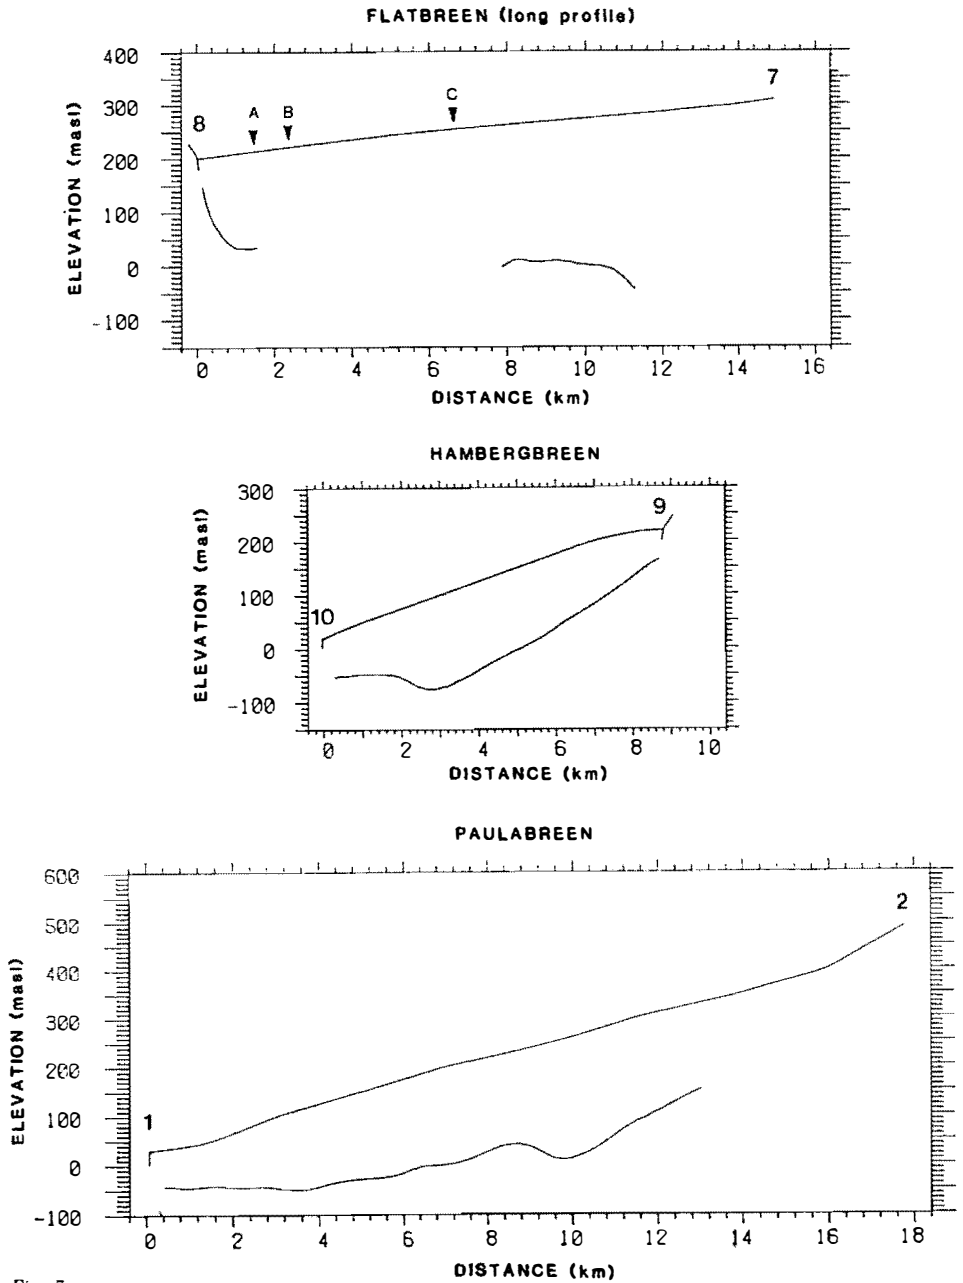 FLATBREEN (long profile)
400
300
200
100
0
-100
ELEVATION (masl)
8
A
B
C
7
0 2 4 6 8 10 12 14 16
DISTANCE (km)
HAMBERGBREEN
300
200
100
0
-100
ELEVATION (masl)
10
9
0 2 4 6 8 10
DISTANCE (km)
PAULABREEN
600
500
400
300
200
100
0
-100
ELEVATION (masl)
1
2
0 2 4 6 8 10 12 14 16 18
DISTANCE (km)